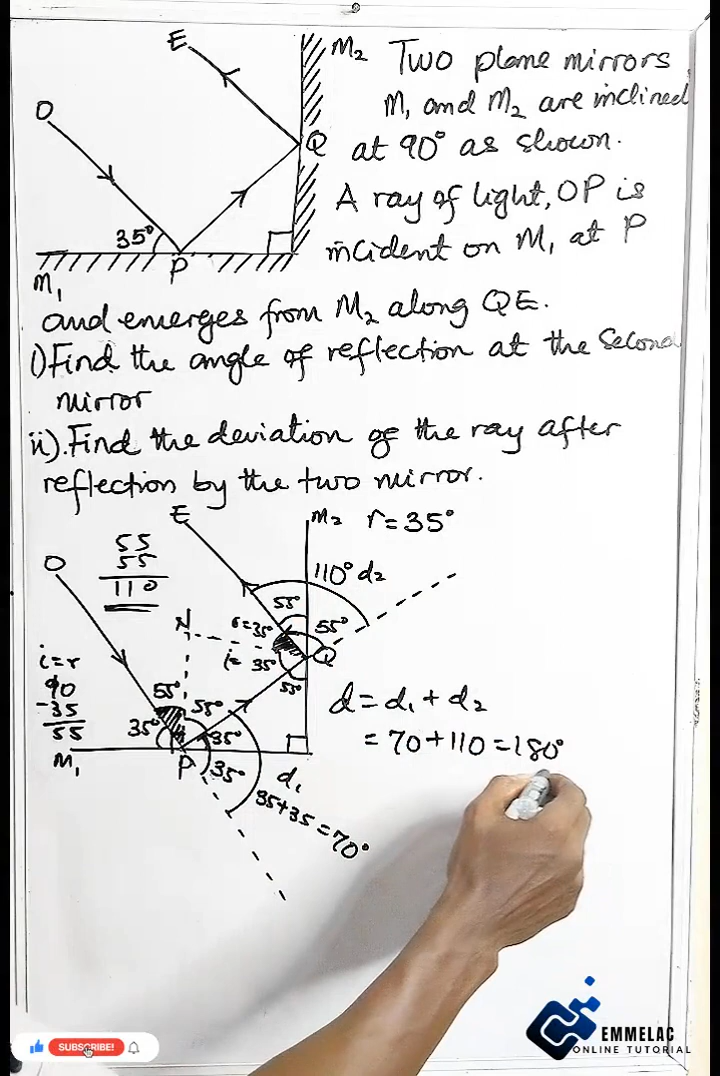 E
M₂ Two plane mirrors,
M₁ and M₂ are inclined
O
Q at 90° as shown.
A ray of light, OP is
35°
P
incident on M₁ at P
M₁
and emerges from M₂ along QE.
i) Find the angle of reflection at the second
mirror
ii). Find the deviation of the ray after
reflection by the two mirror.
E
M₂ r = 35°
O
55
55
110
110° d₂
55°
N
r=35°
55°
i=r
i= 35°
Q
90
-35
55
55°
55°
55°
d = d₁ + d₂
35°
35°
= 70 + 110 = 180°
M₁
P
35°
d₁
35+35 = 70°
SUBSCRIBE!
EMMELAC
ONLINE TUTORIAL